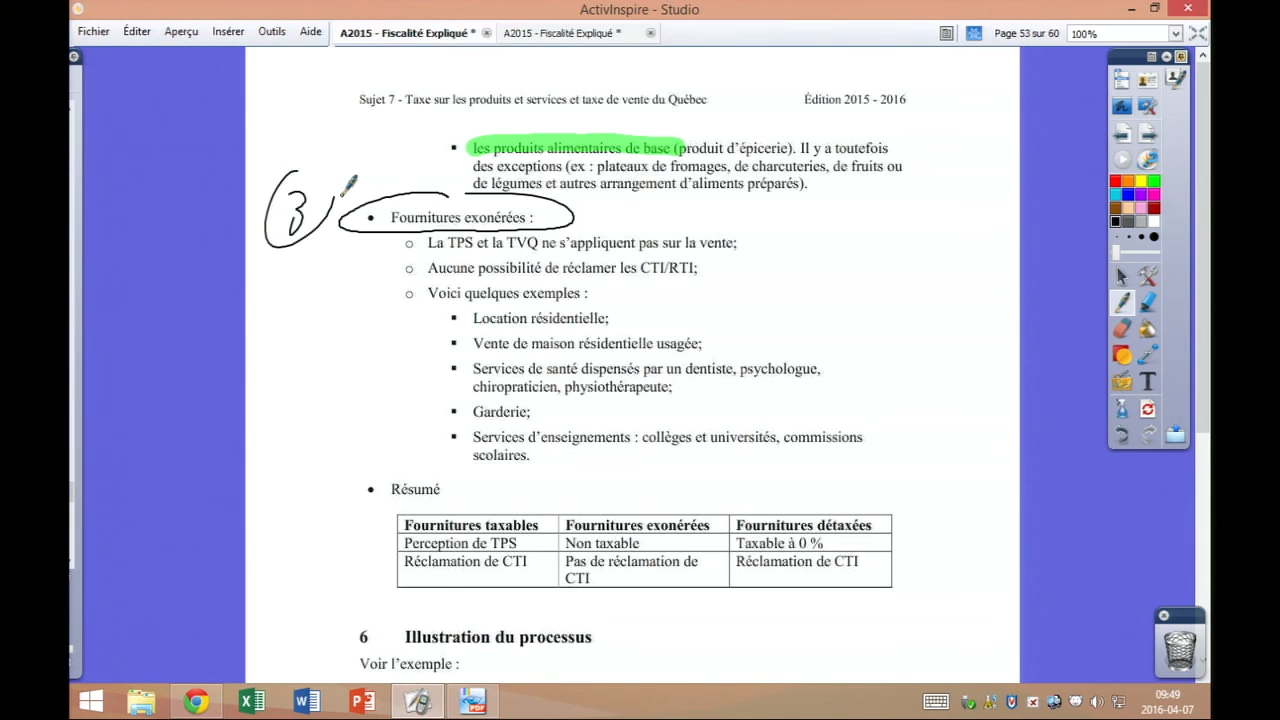 ActivInspire - Studio
Fichier Éditer Aperçu Insérer Outils Aide
A2015 - Fiscalité Expliqué *
A2015 - Fiscalité Expliqué *
Page 53 sur 60
100%
Sujet 7 - Taxe sur les produits et services et taxe de vente du Québec Édition 2015 - 2016
▪ les produits alimentaires de base (produit d'épicerie). Il y a toutefois
des exceptions (ex : plateaux de fromages, de charcuteries, de fruits ou
de légumes et autres arrangement d'aliments préparés).
3
• Fournitures exonérées :
o La TPS et la TVQ ne s'appliquent pas sur la vente;
o Aucune possibilité de réclamer les CTI/RTI;
o Voici quelques exemples :
▪ Location résidentielle;
▪ Vente de maison résidentielle usagée;
▪ Services de santé dispensés par un dentiste, psychologue,
chiropraticien, physiothérapeute;
▪ Garderie;
▪ Services d'enseignements : collèges et universités, commissions
scolaires.
• Résumé
Fournitures taxables Fournitures exonérées Fournitures détaxées
Perception de TPS Non taxable Taxable à 0 %
Réclamation de CTI Pas de réclamation de Réclamation de CTI
CTI
6 Illustration du processus
Voir l'exemple :
09:49
2016-04-07